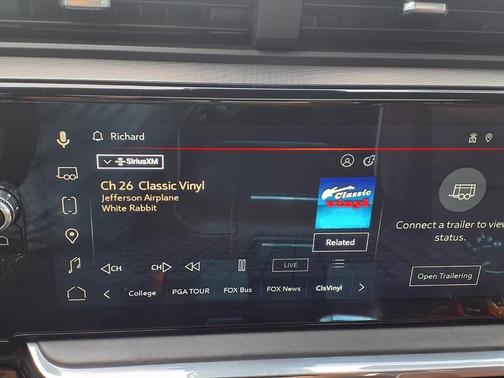 Richard
SiriusXM
Ch 26 Classic Vinyl
Jefferson Airplane
White Rabbit
Classic
vinyl
Related
Connect a trailer to view
status.
CH
CH
LIVE
Open Trailering
College
PGA TOUR
FOX Bus
FOX News
ClsVinyl